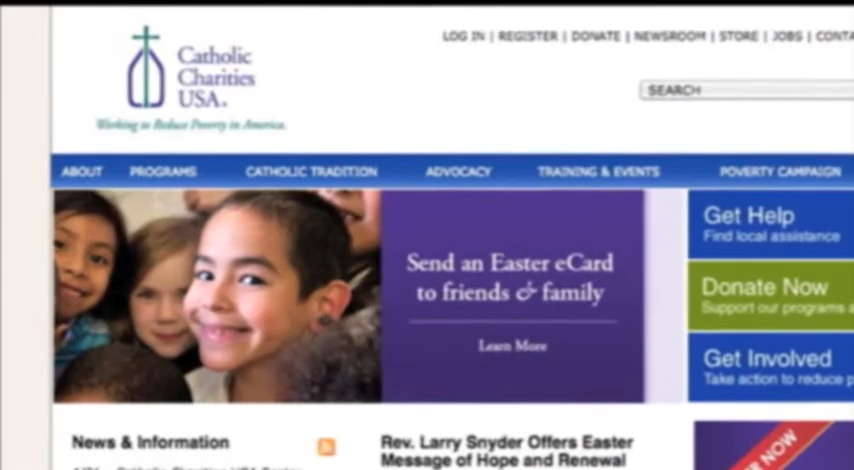 LOG IN | REGISTER | DONATE | NEWSROOM | STORE | JOBS |
Catholic
Charities
USA.
Working to Reduce Poverty in America.
SEARCH
ABOUT PROGRAMS CATHOLIC TRADITION ADVOCACY TRAINING & EVENTS POVERTY CAMPAIGN
Send an Easter eCard
to friends & family
Learn More
Get Help
Find local assistance
Donate Now
Support our programs
Get Involved
Take action to reduce
News & Information
Rev. Larry Snyder Offers Easter
Message of Hope and Renewal
NOW